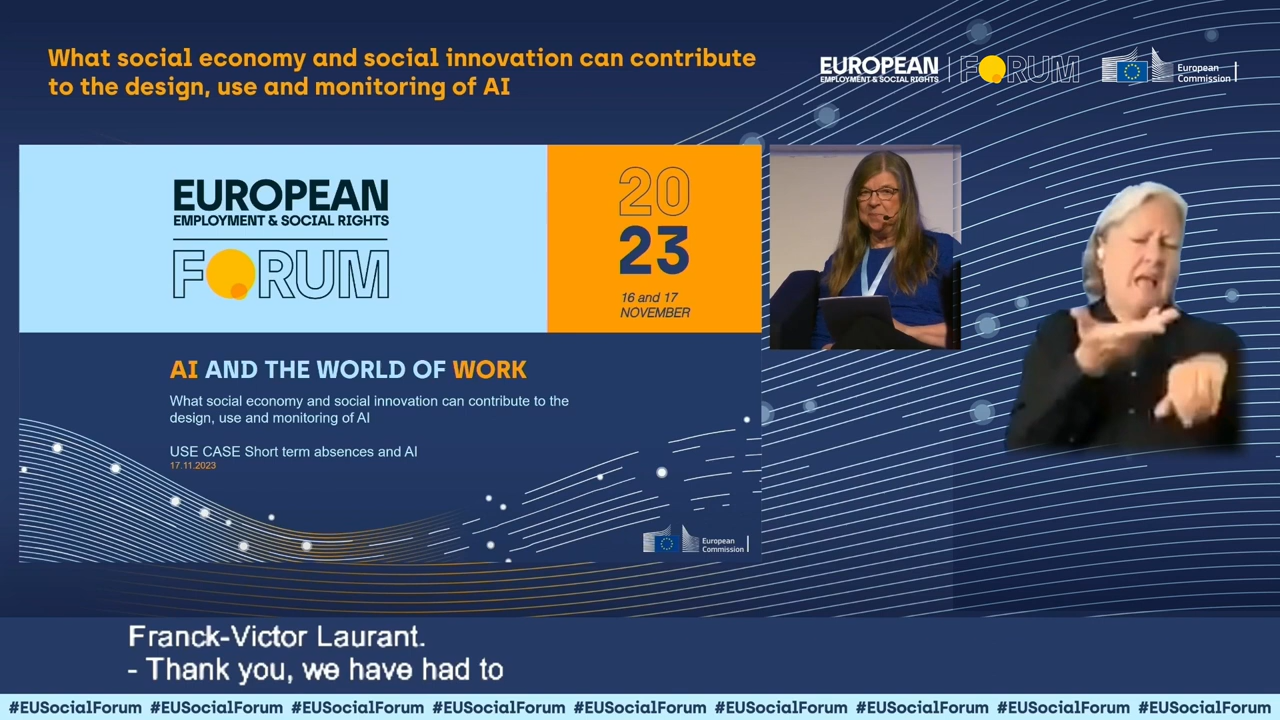 What social economy and social innovation can contribute
to the design, use and monitoring of AI
EUROPEAN
EMPLOYMENT & SOCIAL RIGHTS
FORUM
European
Commission
EUROPEAN
EMPLOYMENT & SOCIAL RIGHTS
FORUM
20
23
16 and 17
NOVEMBER
AI AND THE WORLD OF WORK
What social economy and social innovation can contribute to the
design, use and monitoring of AI
USE CASE Short term absences and AI
17.11.2023
European
Commission
Franck-Victor Laurant.
- Thank you, we have had to
#EUSocialForum #EUSocialForum #EUSocialForum #EUSocialForum #EUSocialForum #EUSocialForum #EUSocialForum #EUSocialForum #EUSocialForum